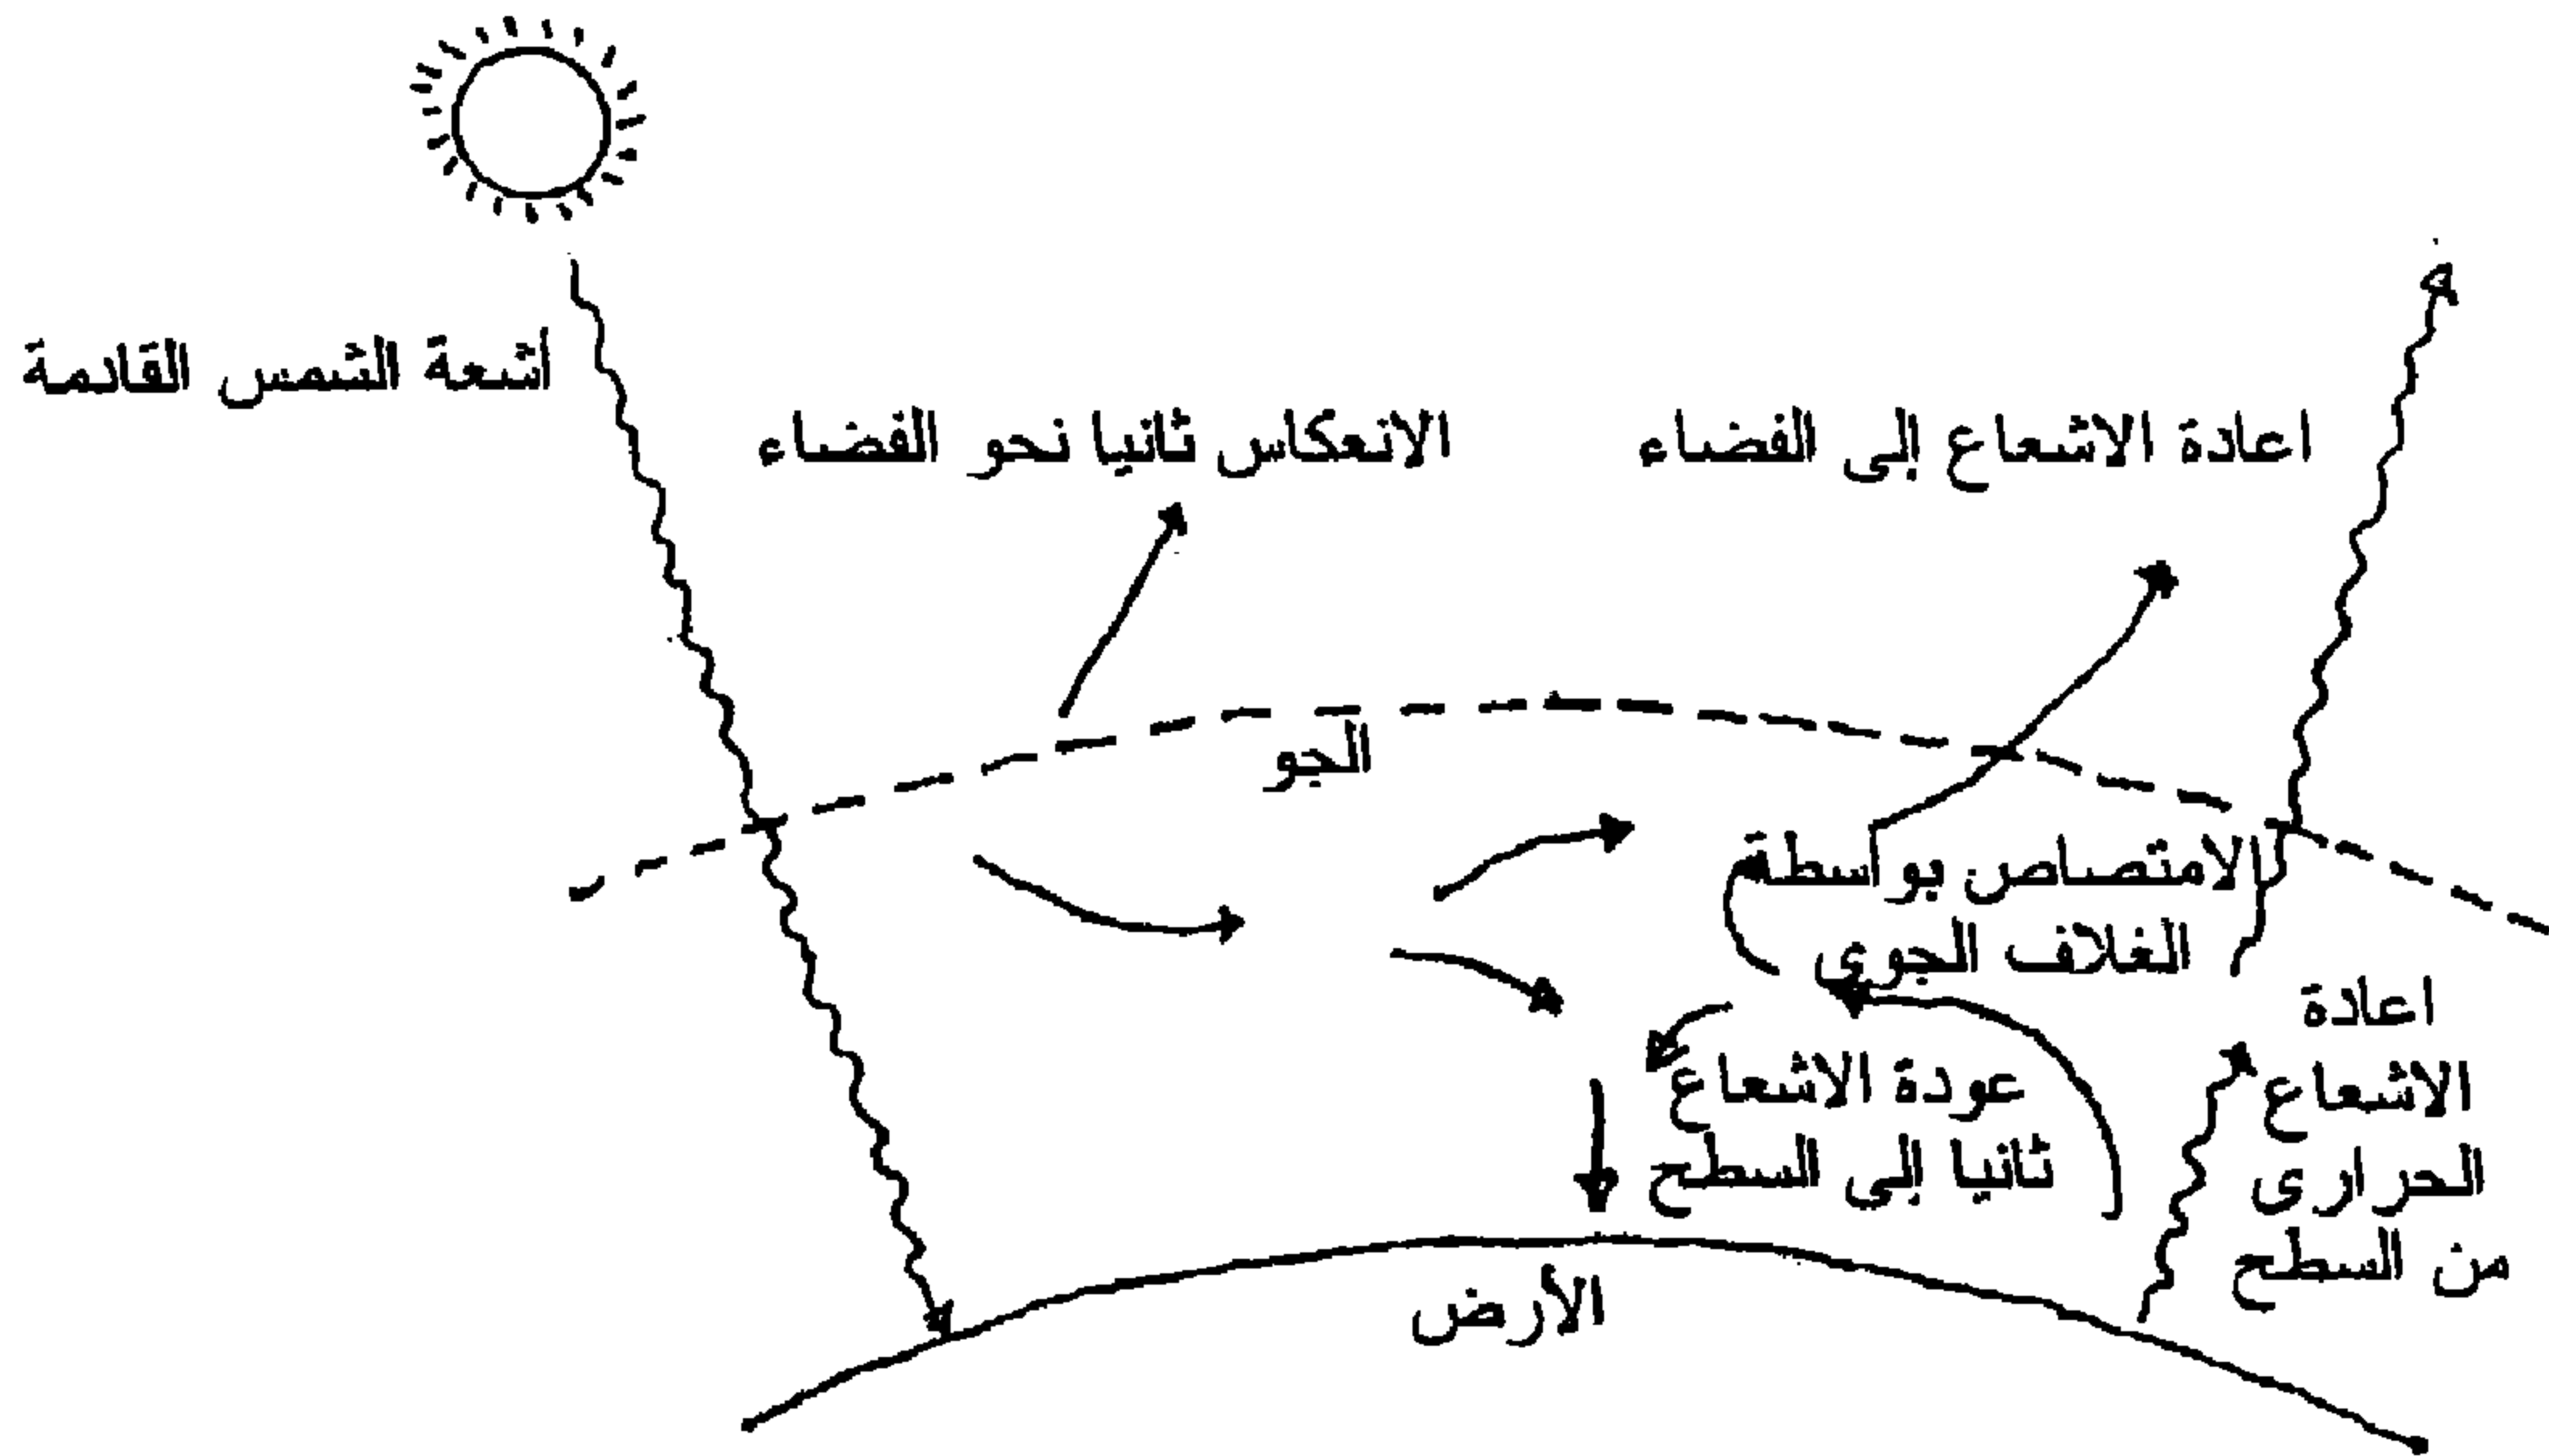 أشعة الشمس القادمة
الانعكاس ثانيا نحو الفضاء
اعادة الاشعاع إلى الفضاء
الجو
الامتصاص بواسطة
الغلاف الجوى
اعادة
الاشعاع
الحرارى
من السطح
عودة الاشعاع
ثانيا إلى السطح
الأرض